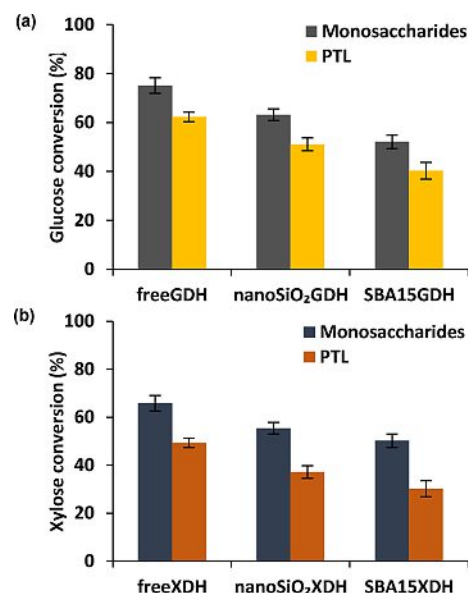 (a)
Monosaccharides
PTL
Glucose conversion (%)
100
80
60
40
20
0
freeGDH nanoSiO₂GDH SBA15GDH
(b)
Monosaccharides
PTL
Xylose conversion (%)
100
80
60
40
20
0
freeXDH nanoSiO₂XDH SBA15XDH